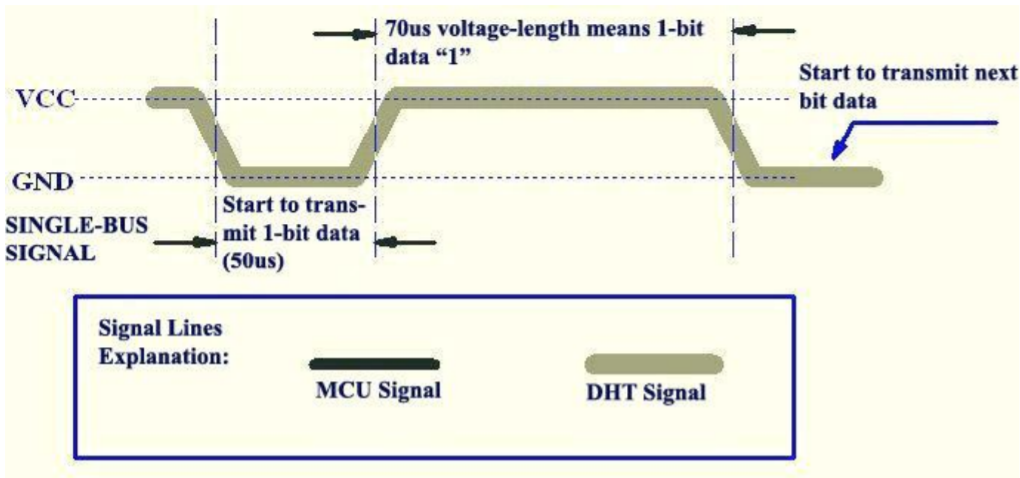 70us voltage-length means 1-bit
data “1”
Start to transmit next
bit data
VCC
GND
SINGLE-BUS
SIGNAL
Start to trans-
mit 1-bit data
(50us)
Signal Lines
Explanation:
MCU Signal
DHT Signal